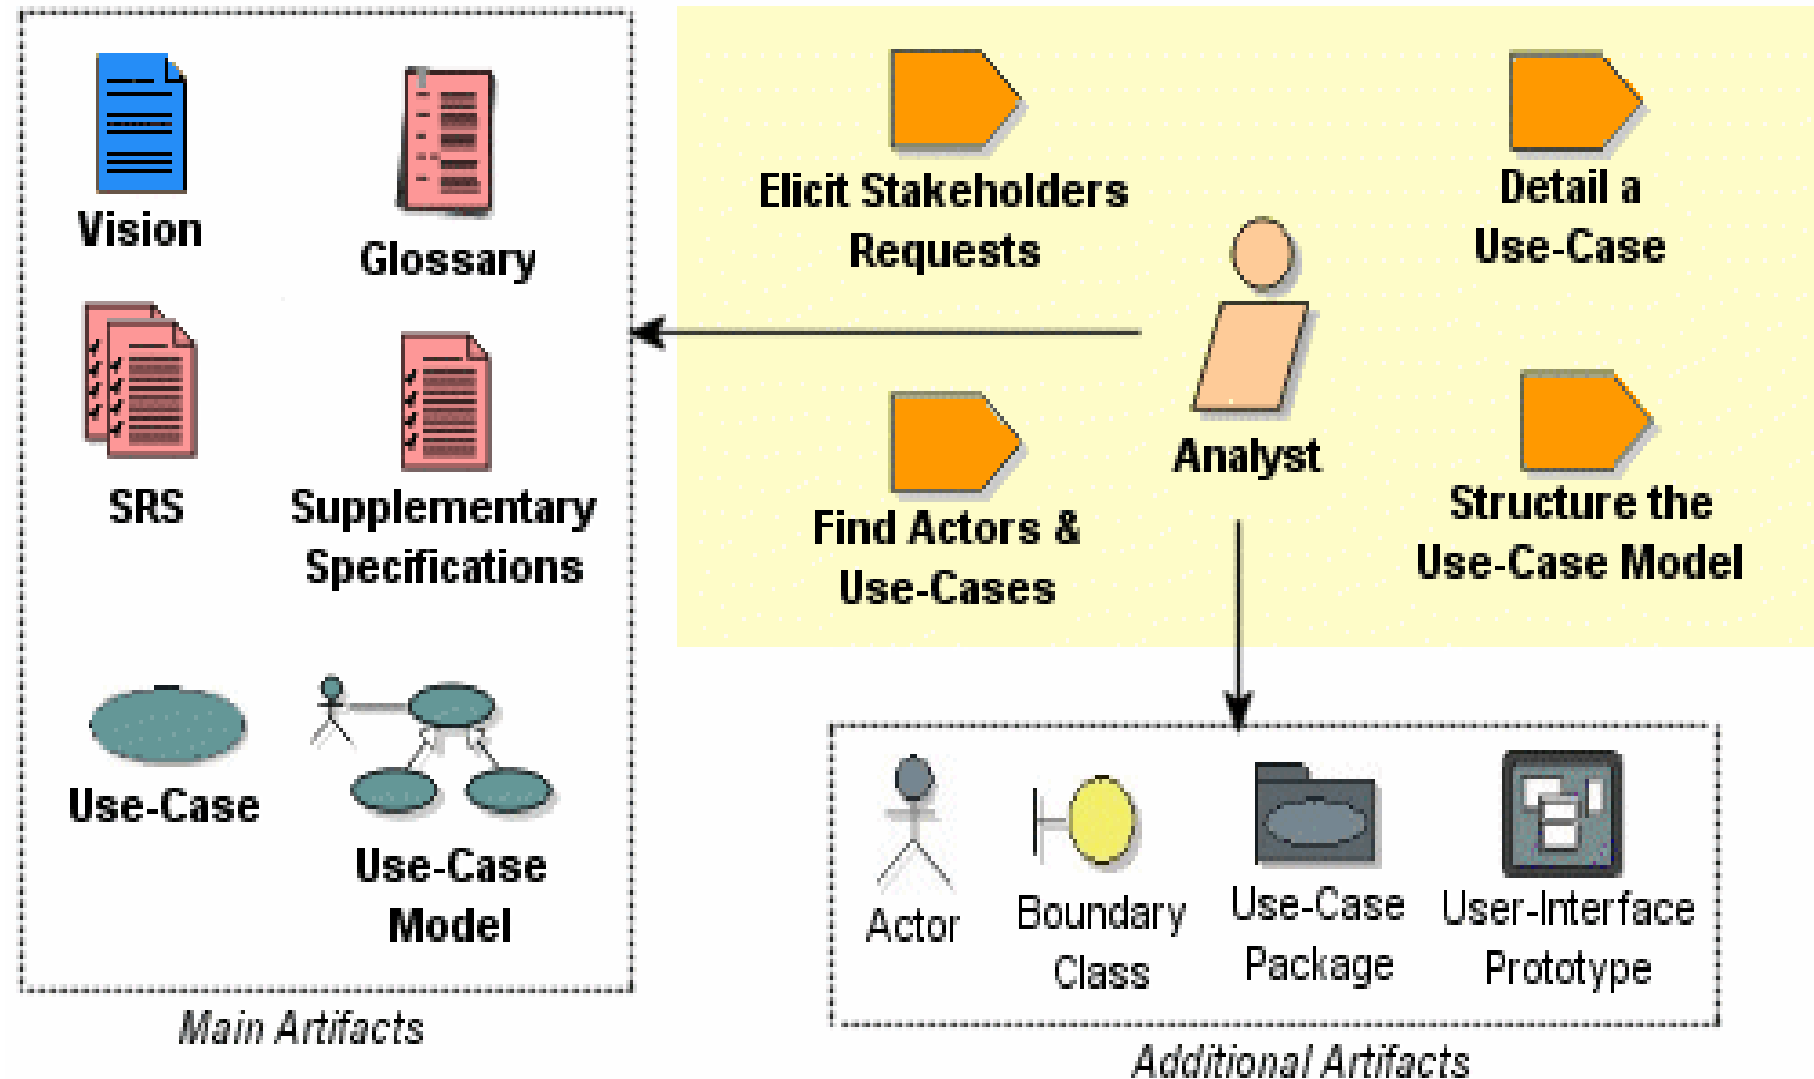 Vision
Glossary
SRS
Supplementary
Specifications
Use-Case
Use-Case
Model
Main Artifacts
Elicit Stakeholders
Requests
Detail a
Use-Case
Analyst
Find Actors &
Use-Cases
Structure the
Use-Case Model
Actor
Boundary
Class
Use-Case
Package
User-Interface
Prototype
Additional Artifacts